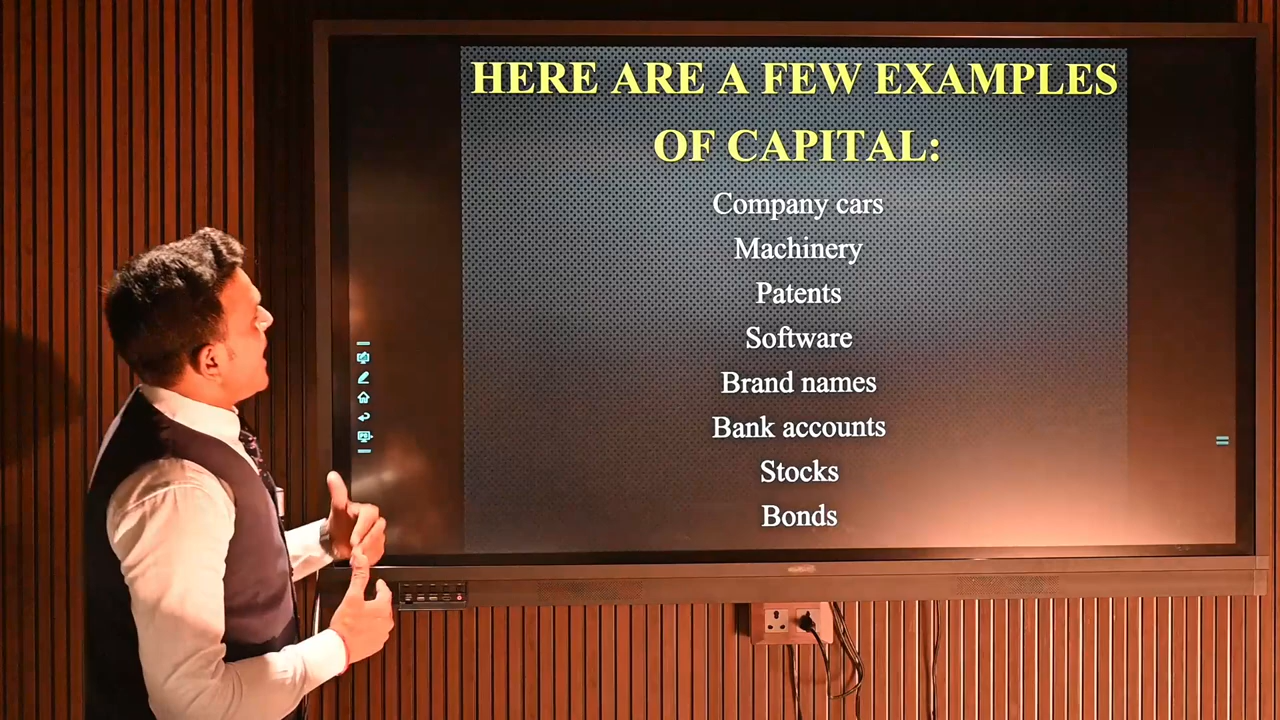 HERE ARE A FEW EXAMPLES
OF CAPITAL:
Company cars
Machinery
Patents
Software
Brand names
Bank accounts
Stocks
Bonds